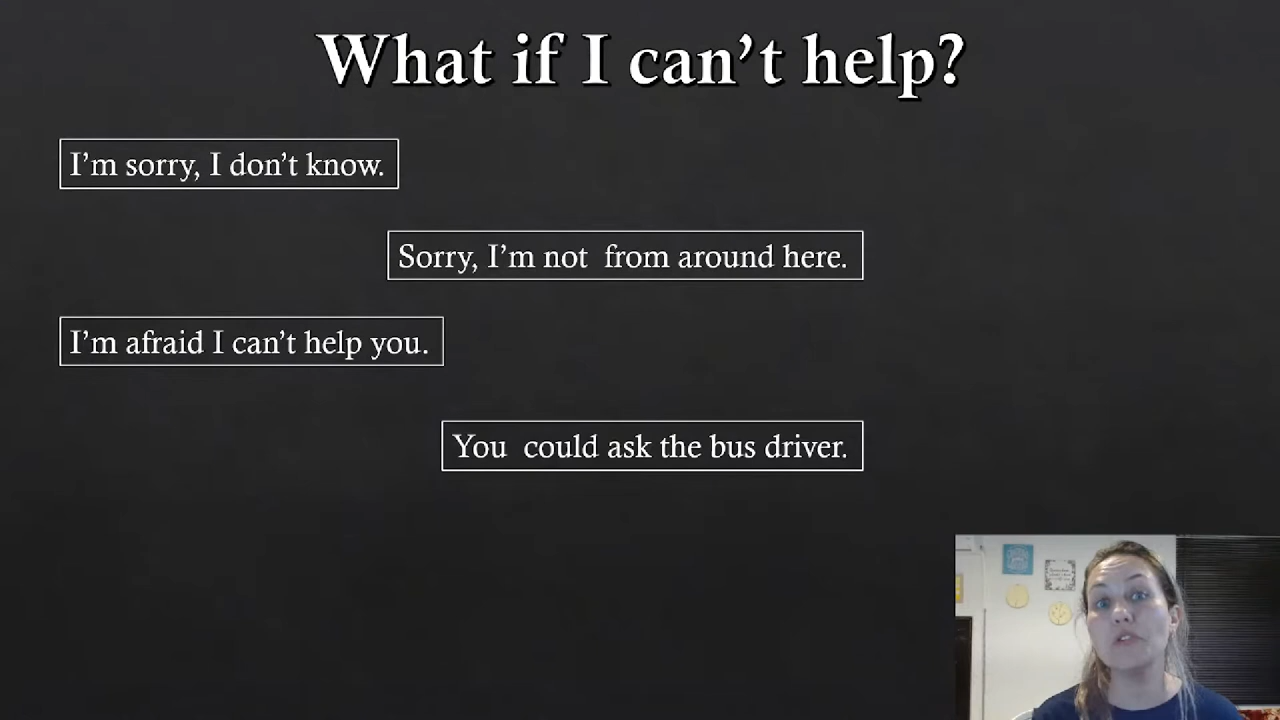 What if I can't help?
I'm sorry, I don't know.
Sorry, I'm not  from around here.
I'm afraid I can't help you.
You  could ask the bus driver.